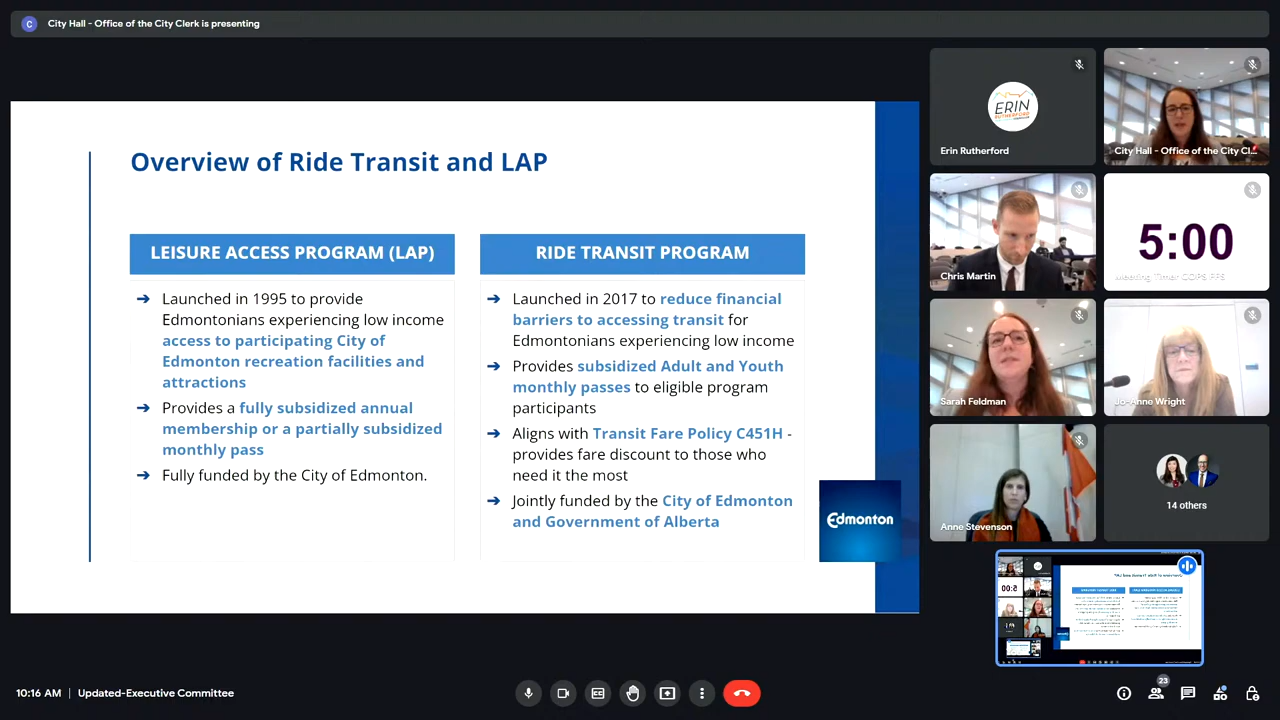 C City Hall - Office of the City Clerk is presenting
Overview of Ride Transit and LAP
LEISURE ACCESS PROGRAM (LAP)
➔ Launched in 1995 to provide
Edmontonians experiencing low income
access to participating City of
Edmonton recreation facilities and
attractions
➔ Provides a fully subsidized annual
membership or a partially subsidized
monthly pass
➔ Fully funded by the City of Edmonton.
RIDE TRANSIT PROGRAM
➔ Launched in 2017 to reduce financial
barriers to accessing transit for
Edmontonians experiencing low income
➔ Provides subsidized Adult and Youth
monthly passes to eligible program
participants
➔ Aligns with Transit Fare Policy C451H -
provides fare discount to those who
need it the most
➔ Jointly funded by the City of Edmonton
and Government of Alberta
Edmonton
ERIN
RUTHERFORD
Erin Rutherford
City Hall - Office of the City Cl...
Chris Martin
5:00
Meeting Timer COPS FPS
Sarah Feldman
Jo-Anne Wright
Anne Stevenson
14 others
23
10:16 AM | Updated-Executive Committee